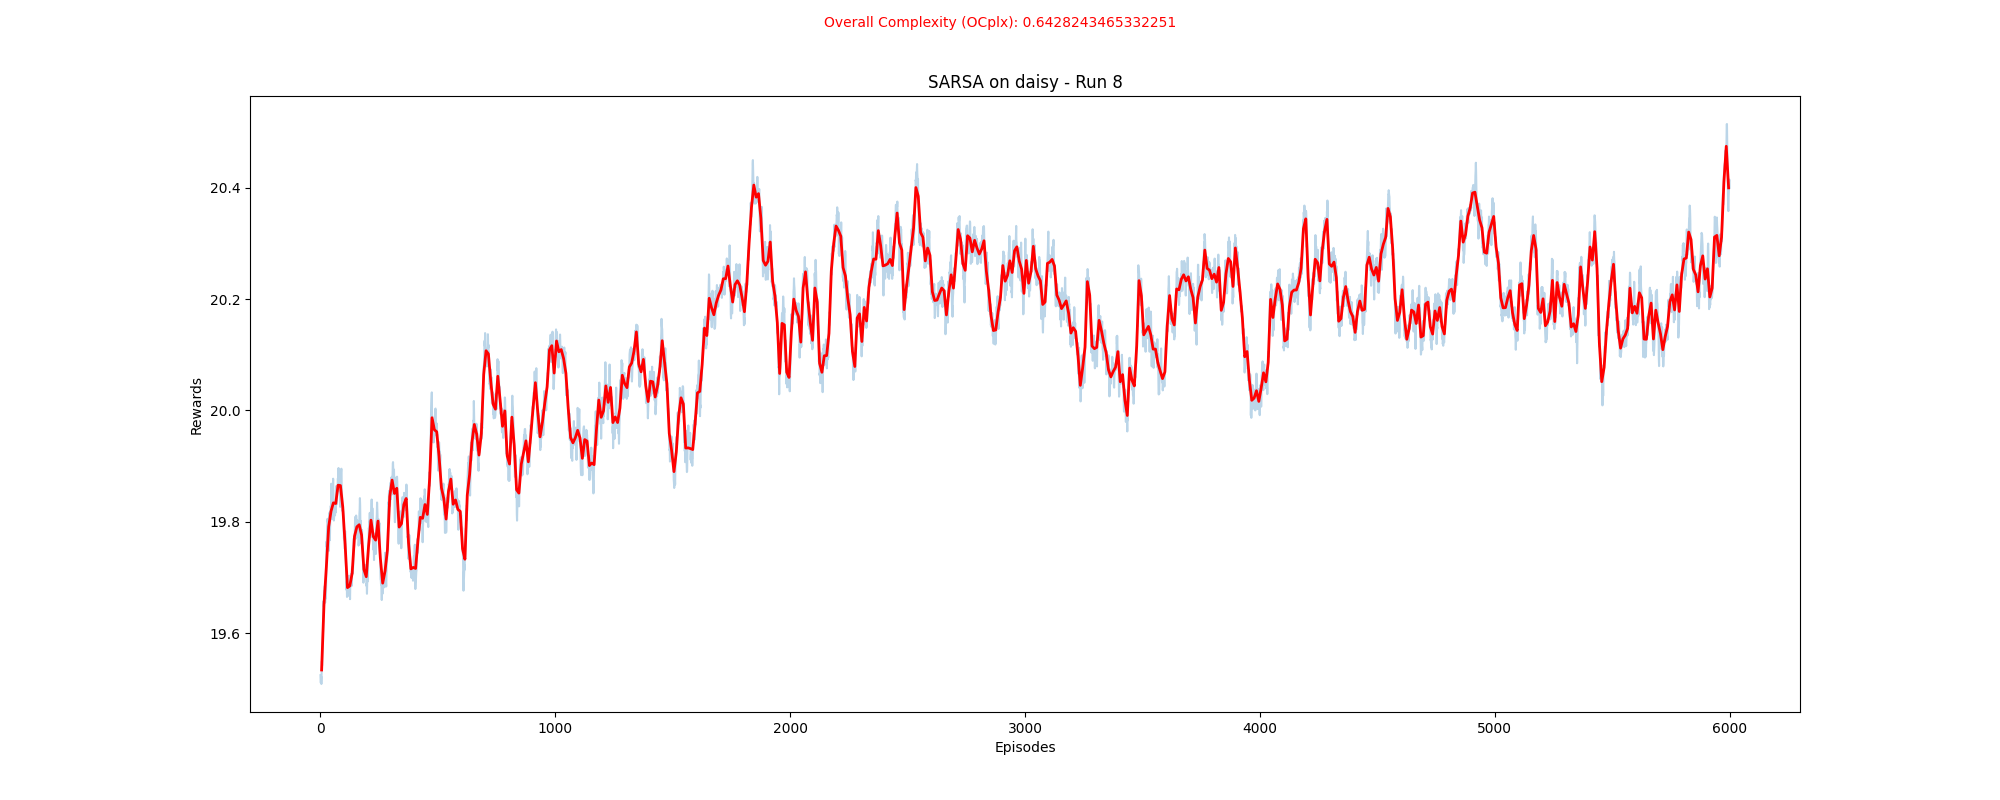 Overall Complexity (OCplx): 0.6428243465332251
SARSA on daisy - Run 8
Rewards
20.4
20.2
20.0
19.8
19.6
0 1000 2000 3000 4000 5000 6000
Episodes